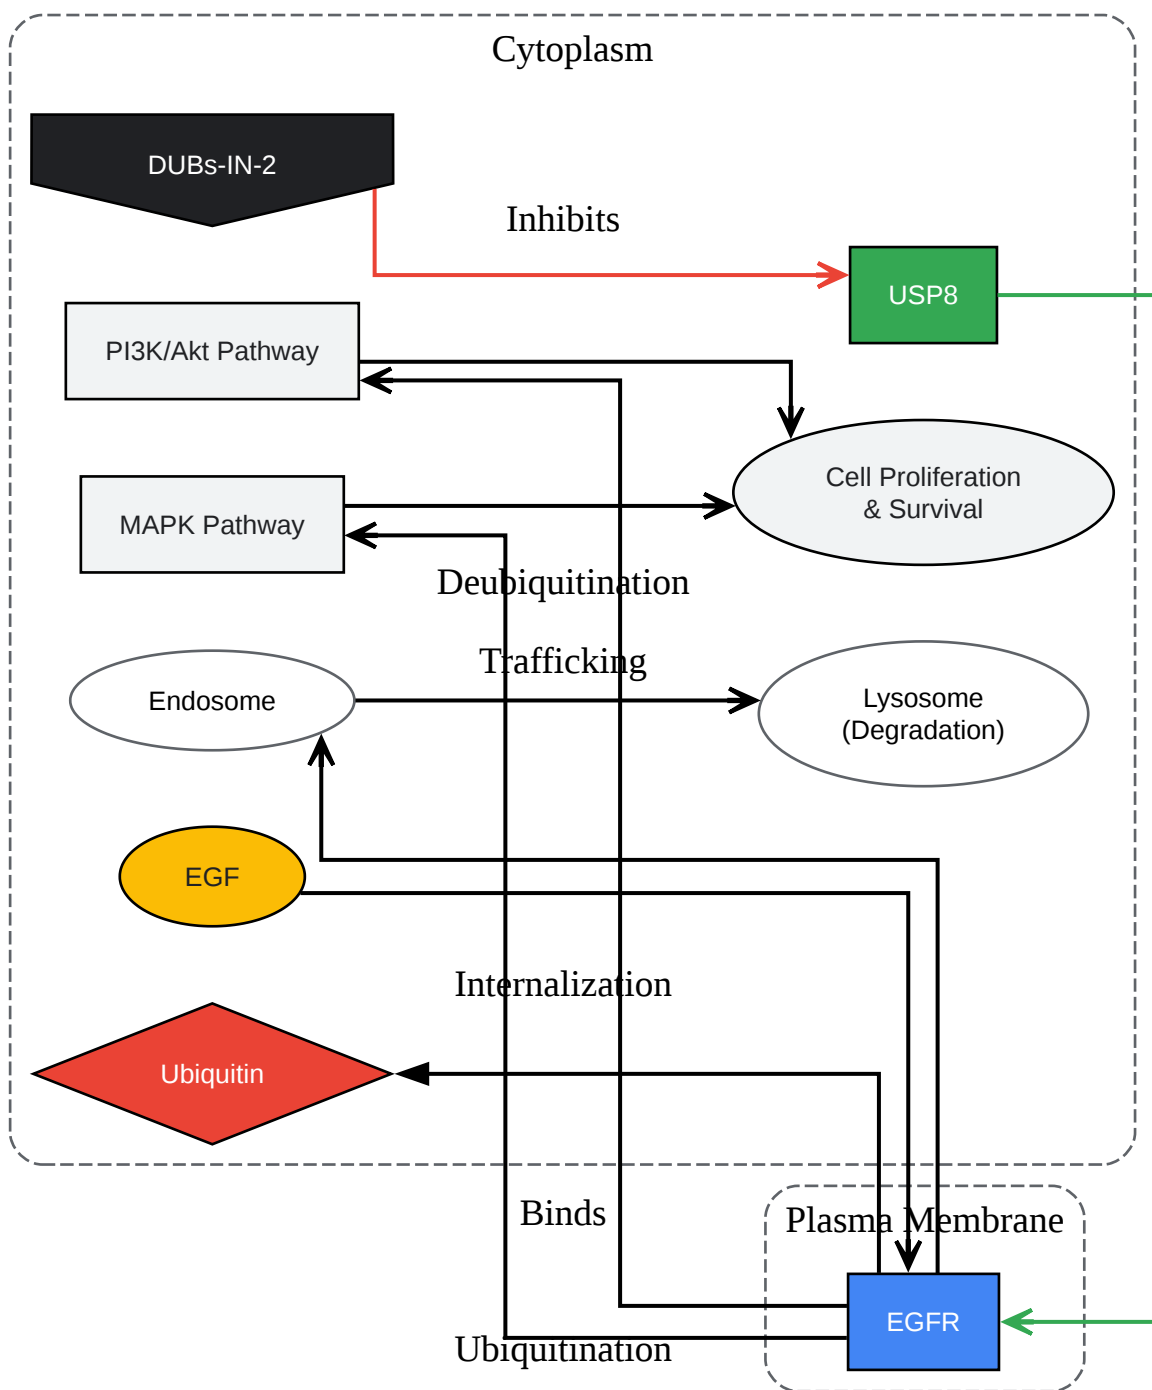 Cytoplasm
DUBs-IN-2
Inhibits
USP8
PI3K/Akt Pathway
Cell Proliferation
& Survival
MAPK Pathway
Deubiquitination
Trafficking
Endosome
Lysosome
(Degradation)
EGF
Internalization
Ubiquitin
Binds
Plasma Membrane
EGFR
Ubiquitination